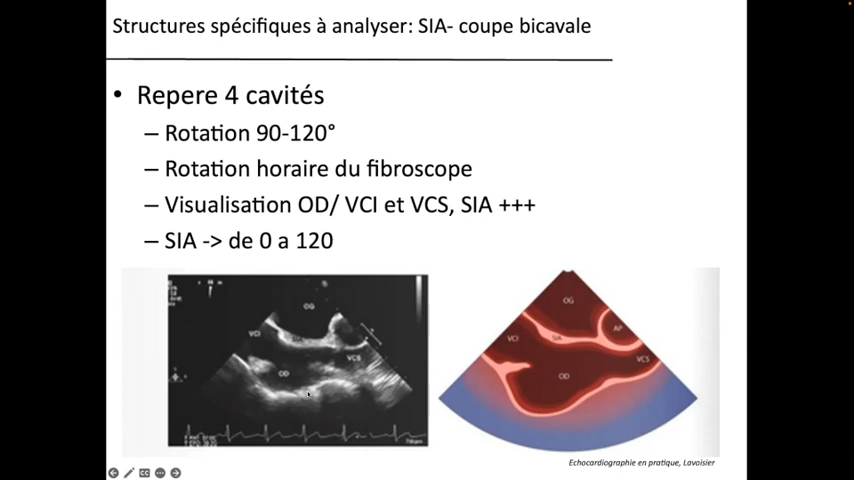 Structures spécifiques à analyser: SIA- coupe bicavale
• Repere 4 cavités
– Rotation 90-120°
– Rotation horaire du fibroscope
– Visualisation OD/ VCI et VCS, SIA +++
– SIA -> de 0 a 120
OG
VCI
VCS
OD
OG
AP
VCI
SIA
VCS
OD
Echocardiographie en pratique, Lavoisier
CC